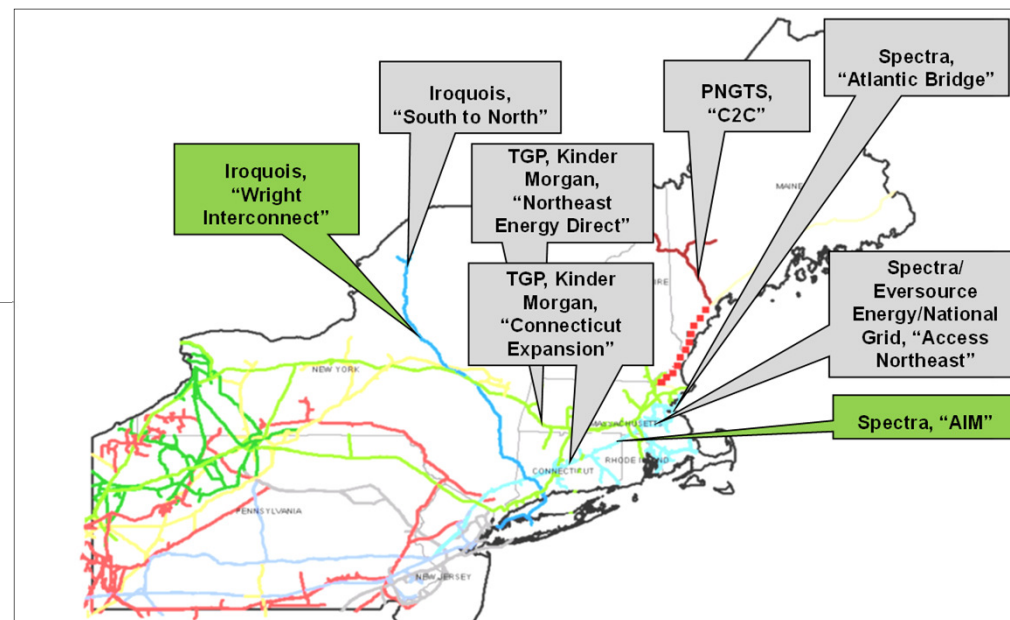 Spectra,
“Atlantic Bridge”
PNGTS,
“C2C”
Iroquois,
“South to North”
TGP, Kinder
Morgan,
“Northeast
Energy Direct”
Iroquois,
“Wright
Interconnect”
MAINE
TGP, Kinder
Morgan,
“Connecticut
Expansion”
IRE
Spectra/
Eversource
Energy/National
Grid, “Access
Northeast”
NEW YORK
Spectra, “AIM”
MASSACHUSETTS
RHODE ISLAND
CONNECTICUT
PENNSYLVANIA
NEW JERSEY